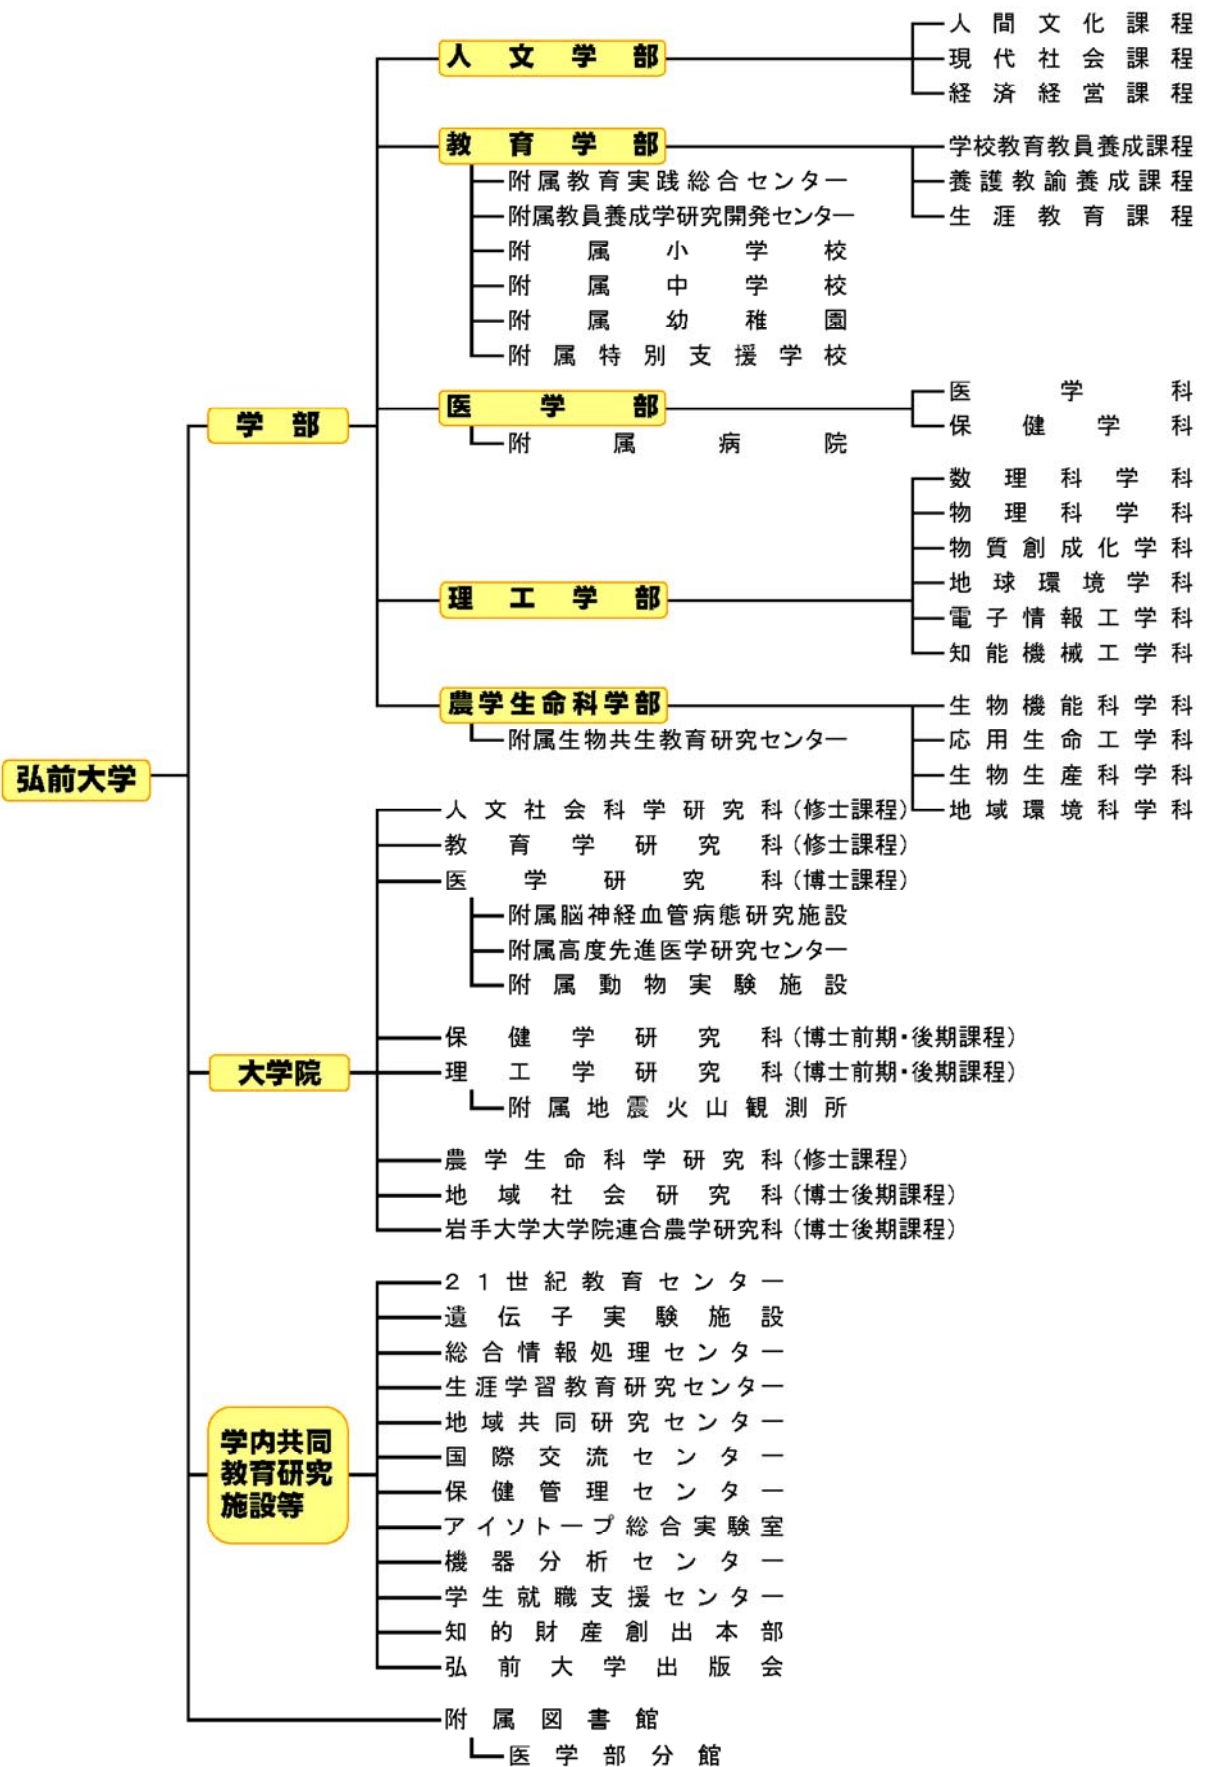 弘前大学
学部
人文学部
人間文化課程
現代社会課程
経済経営課程
教育学部
学校教育教員養成課程
養護教諭養成課程
生涯教育課程
附属教育実践総合センター
附属教員養成学研究開発センター
附属小学校
附属中学校
附属幼稚園
附属特別支援学校
医学部
医学科
保健学科
附属病院
理工学部
数理科学科
物理科学科
物質創成化学科
地球環境学科
電子情報工学科
知能機械工学科
農学生命科学部
生物機能科学科
応用生命工学科
生物生産科学科
地域環境科学科
附属生物共生教育研究センター
大学院
人文社会科学研究科(修士課程)
教育学研究科(修士課程)
医学研究科(博士課程)
附属脳神経血管病態研究施設
附属高度先進医学研究センター
附属動物実験施設
保健学研究科(博士前期・後期課程)
理工学研究科(博士前期・後期課程)
附属地震火山観測所
農学生命科学研究科(修士課程)
地域社会研究科(博士後期課程)
岩手大学大学院連合農学研究科(博士後期課程)
学内共同
教育研究
施設等
21世紀教育センター
遺伝子実験施設
総合情報処理センター
生涯学習教育研究センター
地域共同研究センター
国際交流センター
保健管理センター
アイソトープ総合実験室
機器分析センター
学生就職支援センター
知的財産創出本部
弘前大学出版会
附属図書館
医学部分館